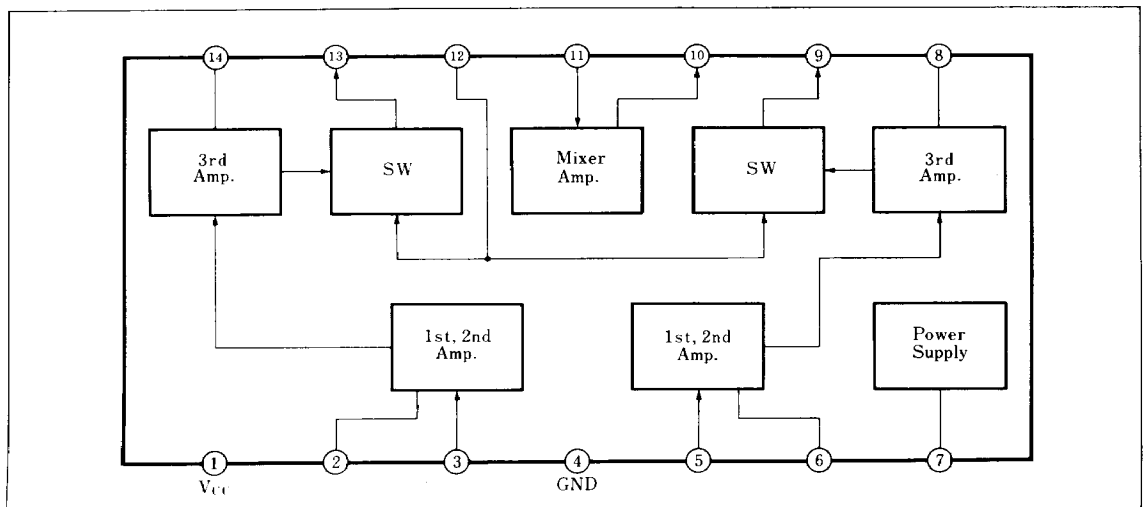 14 13 12 11 10 9 8
3rd
Amp.
SW
Mixer
Amp.
SW
3rd
Amp.
1st, 2nd
Amp.
1st, 2nd
Amp.
Power
Supply
1 2 3 4 5 6 7
VCC GND